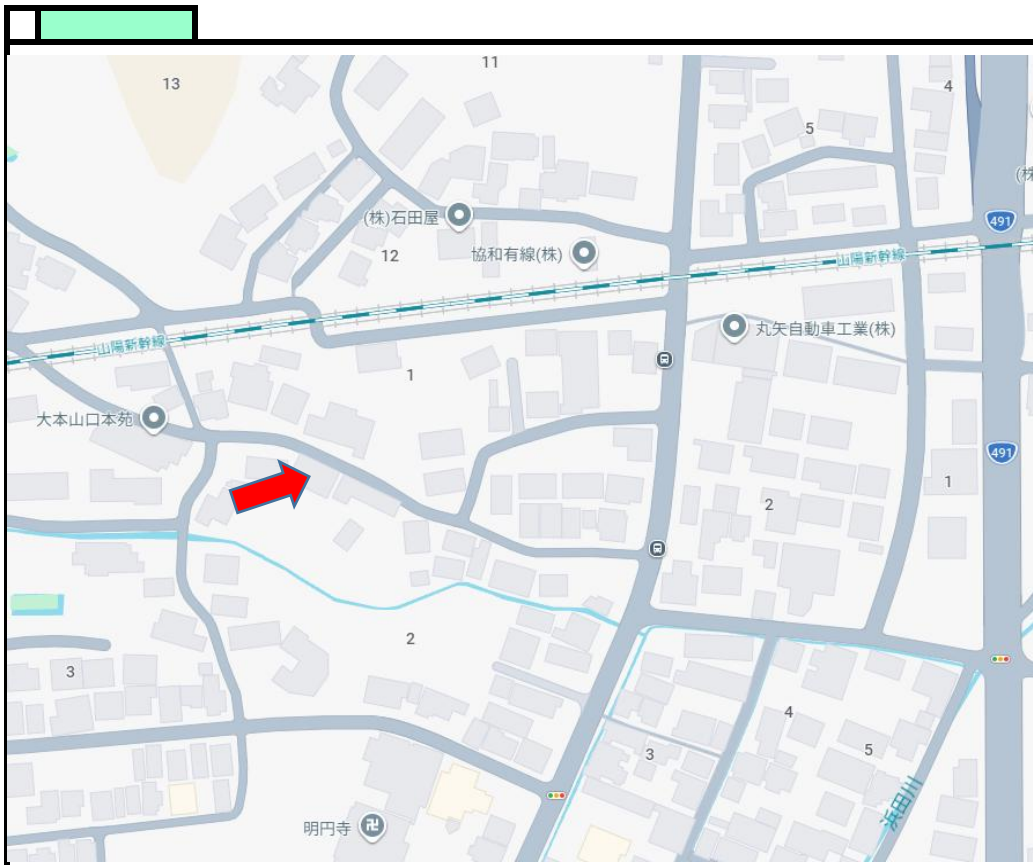 11
13
4
5
(株
(株)石田屋
491
12
協和有線(株)
山陽新幹線
丸矢自動車工業(株)
山陽新幹線
1
大本山口本苑
491
1
2
2
3
4
3
5
浜田川
明円寺